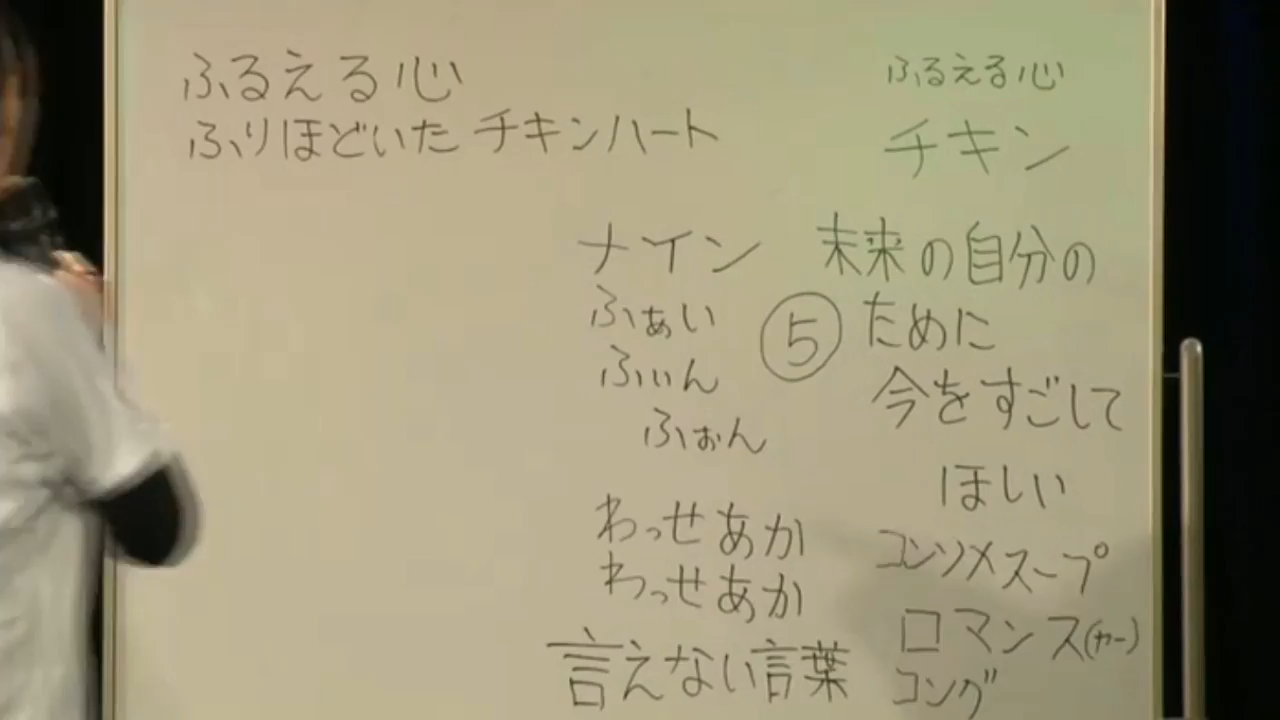 ふるえる心
ふりほどいた チキンハート
ふるえる心
チキン
ナイン
ふぁい
ふぃん
ふぉん
⑤
未来の自分の
ために
今をすごして
ほしい
わっせあか
わっせあか
言えない言葉
コンソメスープ
ロマンス(カー)
コング